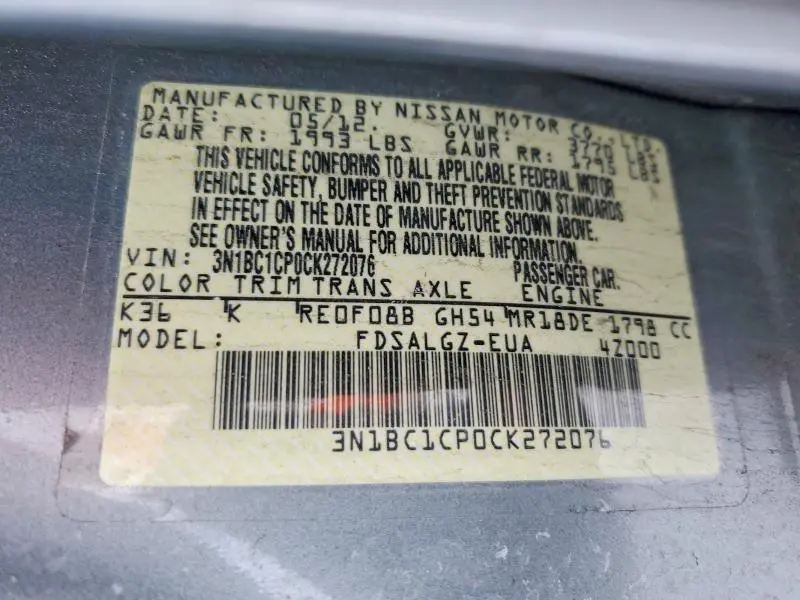 MANUFACTURED BY NISSAN MOTOR CO., LTD.
DATE: 05/12. GVWR: 3770 LBS
GAWR FR: 1993 LBS GAWR RR: 1795 LBS
THIS VEHICLE CONFORMS TO ALL APPLICABLE FEDERAL MOTOR
VEHICLE SAFETY, BUMPER AND THEFT PREVENTION STANDARDS
IN EFFECT ON THE DATE OF MANUFACTURE SHOWN ABOVE.
SEE OWNER'S MANUAL FOR ADDITIONAL INFORMATION.
VIN: 3N1BC1CP0CK272076 PASSENGER CAR.
COLOR TRIM TRANS AXLE ENGINE
K36 K RE0F08B GH54 MR18DE 1798 CC
MODEL: FDSALGZ-EUA 4Z000
3N1BC1CP0CK272076